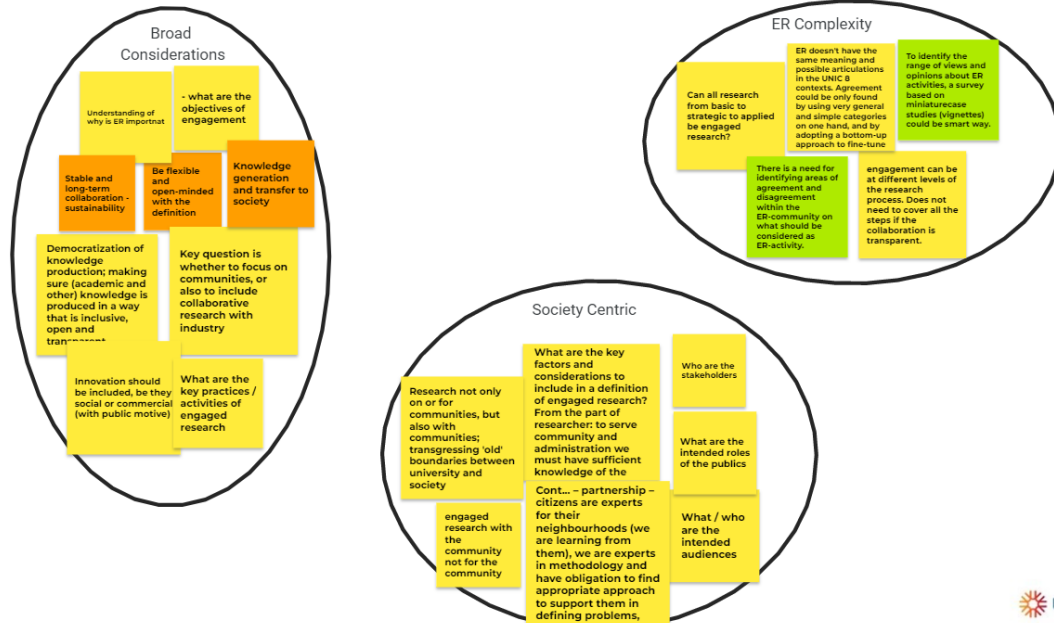 Broad
Considerations
Understanding of
why is ER importnat
- what are the
objectives of
engagement
Stable and
long-term
collaboration -
sustainability
Be flexible
and
open-minded
with the
definition
Knowledge
generation
and transfer to
society
Democratization of
knowledge
production; making
sure (academic and
other) knowledge is
produced in a way
that is inclusive,
open and
transparent
Key question is
whether to focus on
communities, or
also to include
collaborative
research with
industry
Innovation should
be included, be they
social or commercial
(with public motive)
What are the
key practices /
activities of
engaged
research
ER Complexity
Can all research
from basic to
strategic to applied
be engaged
research?
ER doesn't have the
same meaning and
possible articulations
in the UNIC 8
contexts. Agreement
could be only found
by using very general
and simple categories
on one hand, and by
adopting a bottom-up
approach to fine-tune
To identify the
range of views and
opinions about ER
activities, a survey
based on
miniaturecase
studies (vignettes)
could be smart way.
There is a need for
identifying areas of
agreement and
disagreement
within the
ER-community on
what should be
considered as
ER-activity.
engagement can be
at different levels of
the research
process. Does not
need to cover all the
steps if the
collaboration is
transparent.
Society Centric
Research not only
on or for
communities, but
also with
communities;
transgressing 'old'
boundaries between
university and
society
What are the key
factors and
considerations to
include in a definition
of engaged research?
From the part of
researcher: to serve
community and
administration we
must have sufficient
knowledge of the
Who are the
stakeholders
What are the
intended roles
of the publics
engaged
research with
the
community
not for the
community
Cont... – partnership –
citizens are experts
for their
neighbourhoods (we
are learning from
them), we are experts
in methodology and
have obligation to find
appropriate approach
to support them in
defining problems,
What / who
are the
intended
audiences